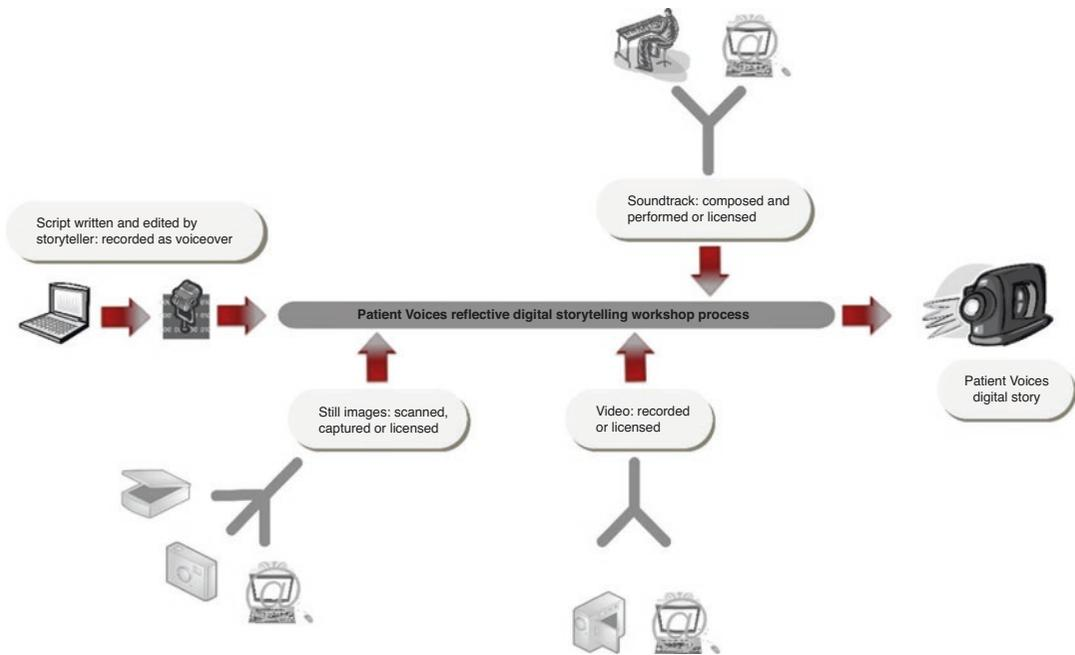 Script written and edited by
storyteller: recorded as voiceover
Soundtrack: composed and
performed or licensed
Patient Voices reflective digital storytelling workshop process
Still images: scanned,
captured or licensed
Video: recorded
or licensed
Patient Voices
digital story